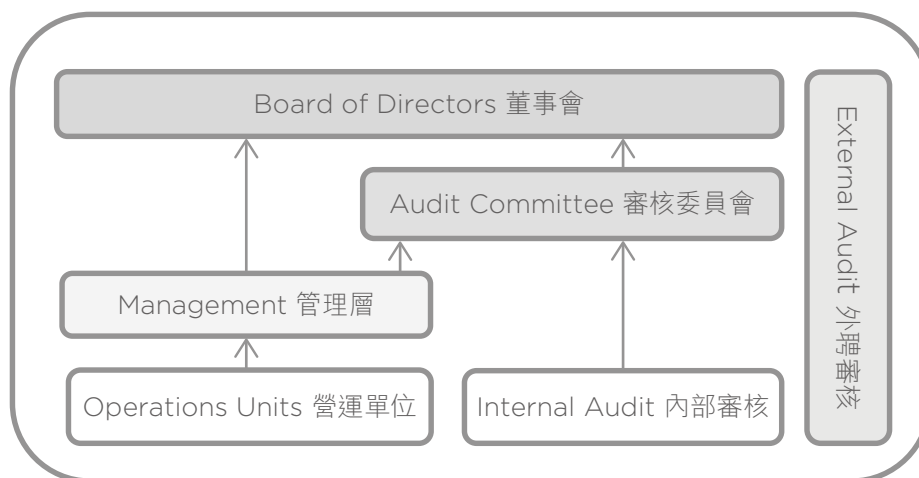 Board of Directors 董事會
Audit Committee 審核委員會
Management 管理層
Operations Units 營運單位
Internal Audit 內部審核
External Audit 外聘審核